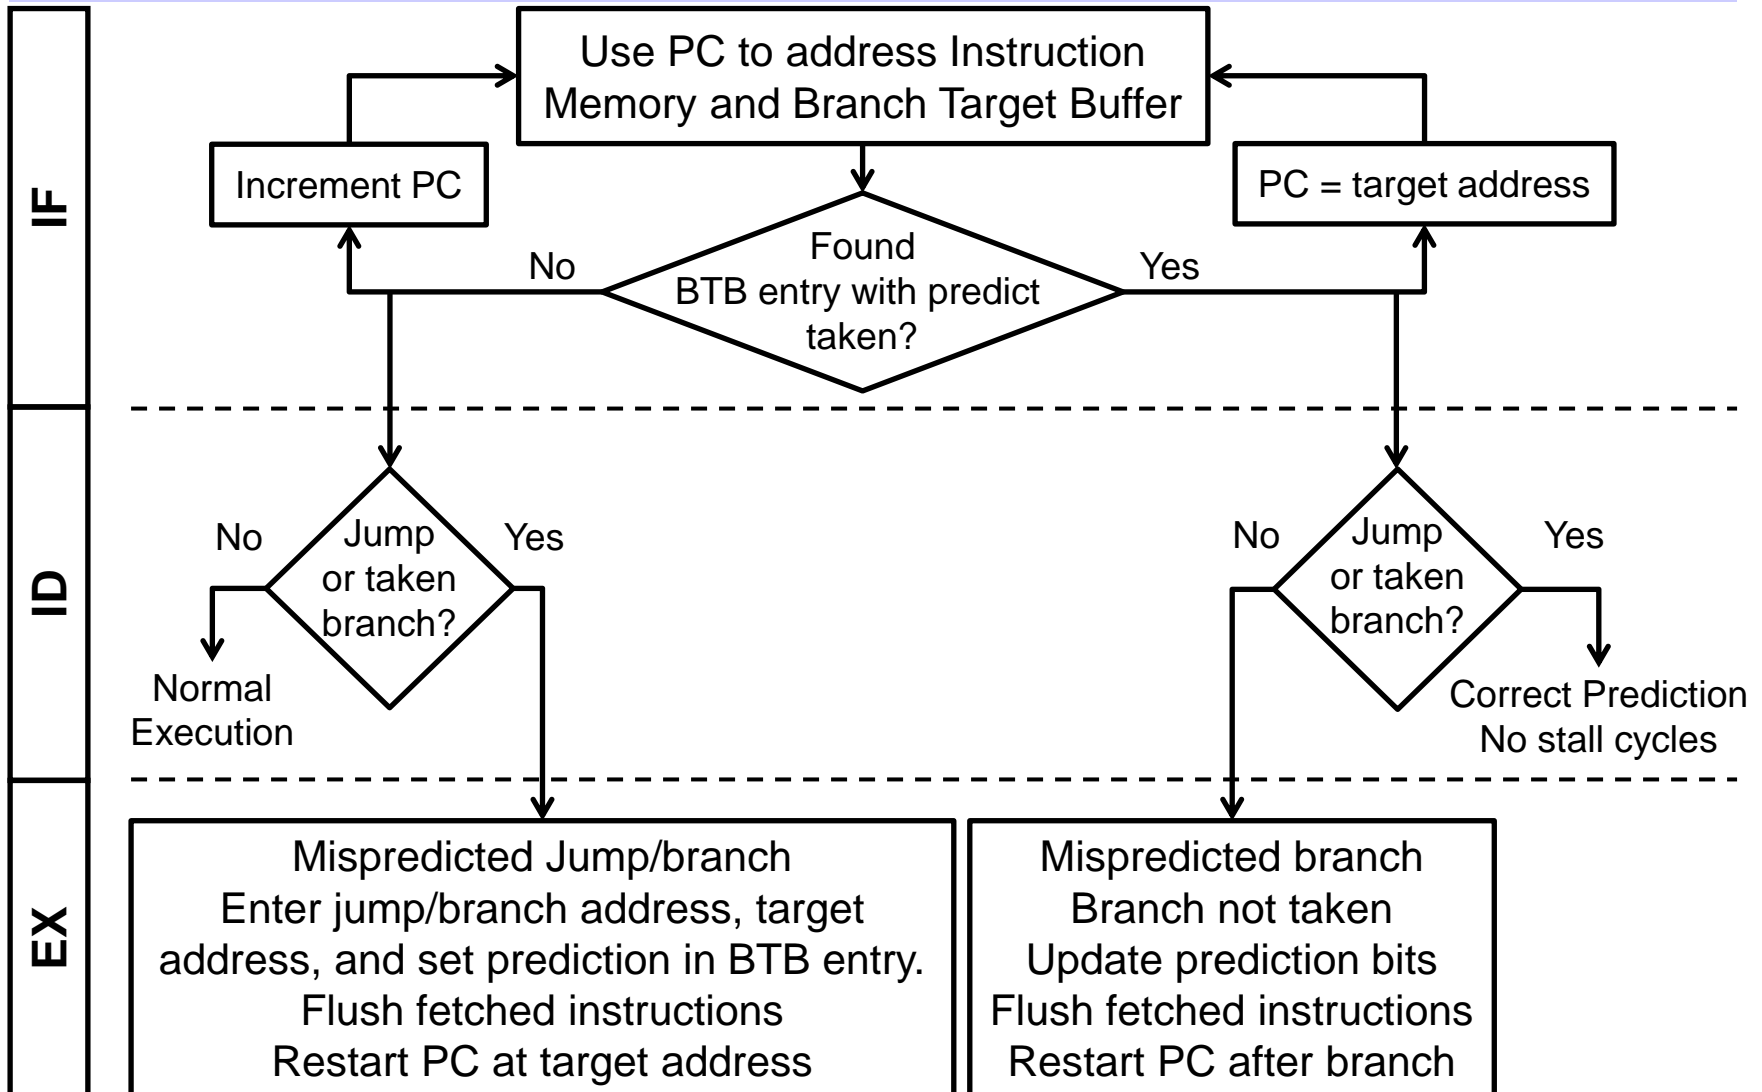 IF
Use PC to address Instruction
Memory and Branch Target Buffer
Increment PC
PC = target address
Found
BTB entry with predict
taken?
No
Yes
ID
No
Jump
or taken
branch?
Yes
Normal
Execution
No
Jump
or taken
branch?
Yes
Correct Prediction
No stall cycles
EX
Mispredicted Jump/branch
Enter jump/branch address, target
address, and set prediction in BTB entry.
Flush fetched instructions
Restart PC at target address
Mispredicted branch
Branch not taken
Update prediction bits
Flush fetched instructions
Restart PC after branch